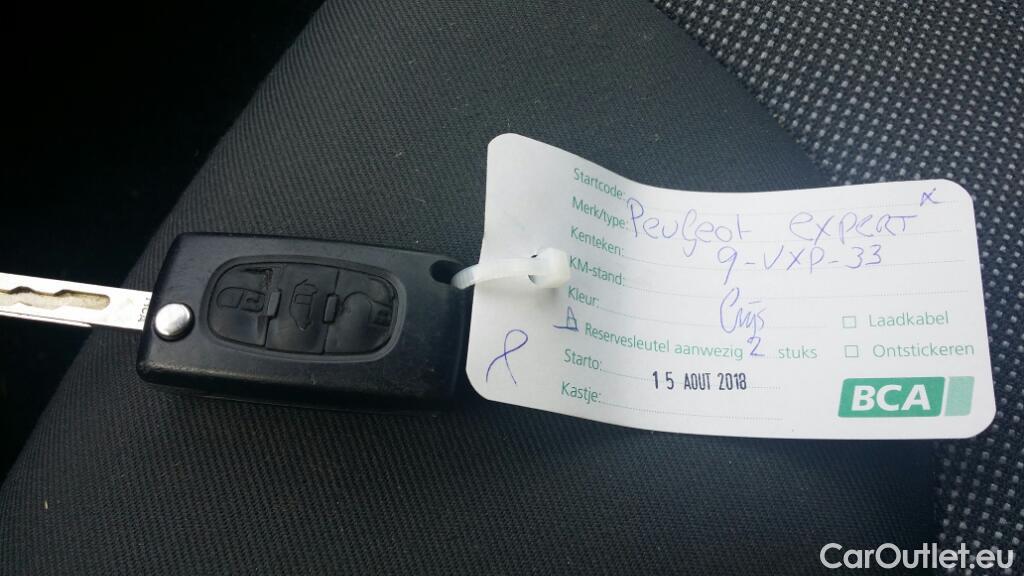 Startcode:
Merk/type: Peugeot expert
Kenteken: 9-VXP-33
KM-stand:
Kleur: Grijs
Reservesleutel aanwezig 2 stuks
Starto:
15 AOUT 2018
Kastje:
Laadkabel
Ontstickeren
BCA
CarOutlet.eu